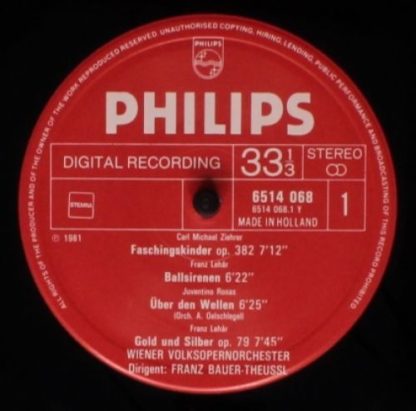 ALL RIGHTS OF THE PRODUCER AND OF THE OWNER OF THE WORK REPRODUCED RESERVED. UNAUTHORISED COPYING, HIRING, LENDING, PUBLIC PERFORMANCE AND BROADCASTING OF THIS RECORD PROHIBITED.
PHILIPS
PHILIPS
DIGITAL RECORDING
33 1/3
STEREO
STEMRA
6514 068
6514 068.1 Y
MADE IN HOLLAND
1
℗ 1981
Carl Michael Ziehrer
Faschingskinder op. 382 7'12"
Franz Lehár
Ballsirenen 6'22"
Juventino Rosas
Über den Wellen 6'25"
(Orch. A. Oelschlegel)
Franz Lehár
Gold und Silber op. 79 7'45"
WIENER VOLKSOPERNORCHESTER
Dirigent: FRANZ BAUER-THEUSSL